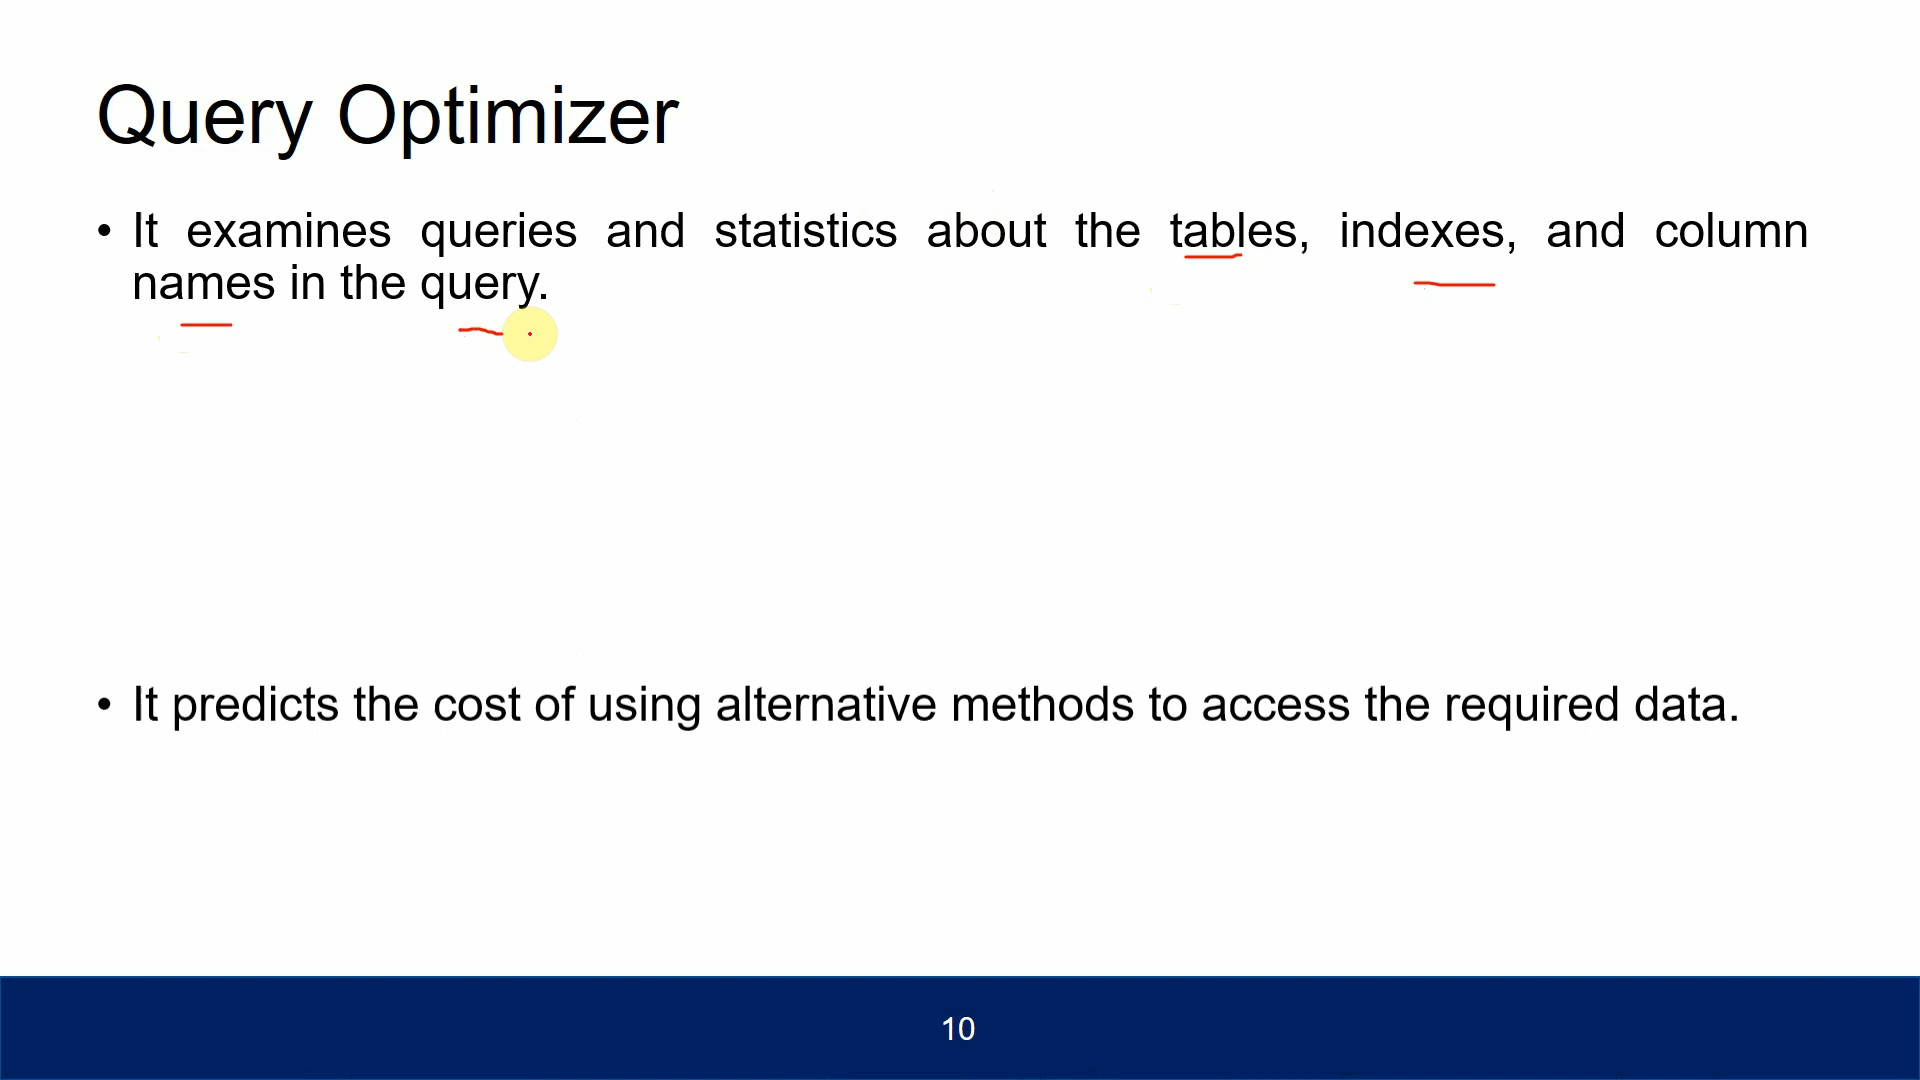 Query Optimizer
• It examines queries and statistics about the tables, indexes, and column
names in the query.
• It predicts the cost of using alternative methods to access the required data.
10